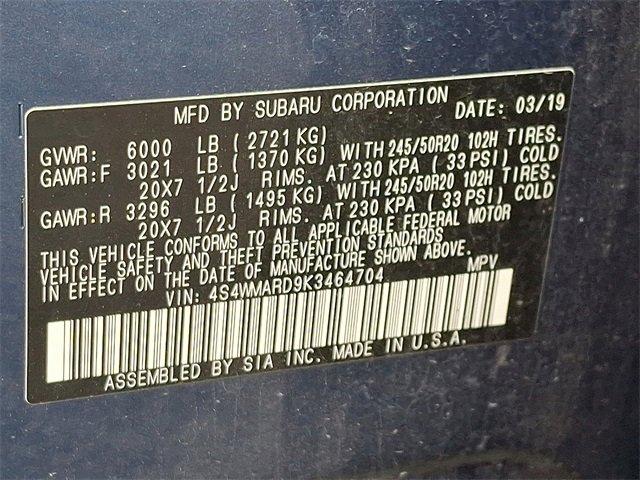 MFD BY SUBARU CORPORATION DATE: 03/19
GVWR: 6000 LB ( 2721 KG)
GAWR:F 3021 LB ( 1370 KG) WITH 245/50R20 102H TIRES.
20X7 1/2J RIMS. AT 230 KPA ( 33 PSI) COLD
GAWR:R 3296 LB ( 1495 KG) WITH 245/50R20 102H TIRES.
20X7 1/2J RIMS. AT 230 KPA ( 33 PSI) COLD
THIS VEHICLE CONFORMS TO ALL APPLICABLE FEDERAL MOTOR
VEHICLE SAFETY AND THEFT PREVENTION STANDARDS
IN EFFECT ON THE DATE OF MANUFACTURE SHOWN ABOVE.
VIN: 4S4WMARD9K3464704 MPV
ASSEMBLED BY SIA INC. MADE IN U.S.A.